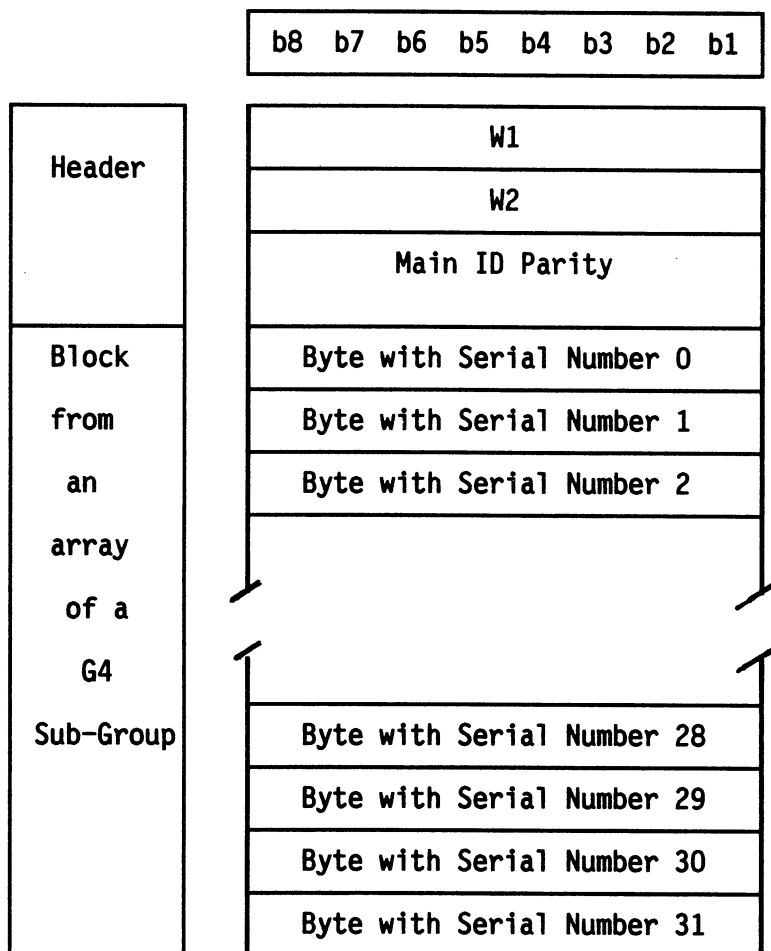 b8 b7 b6 b5 b4 b3 b2 b1
Header
W1
W2
Main ID Parity
Block
from
an
array
of a
G4
Sub-Group
Byte with Serial Number 0
Byte with Serial Number 1
Byte with Serial Number 2
Byte with Serial Number 28
Byte with Serial Number 29
Byte with Serial Number 30
Byte with Serial Number 31